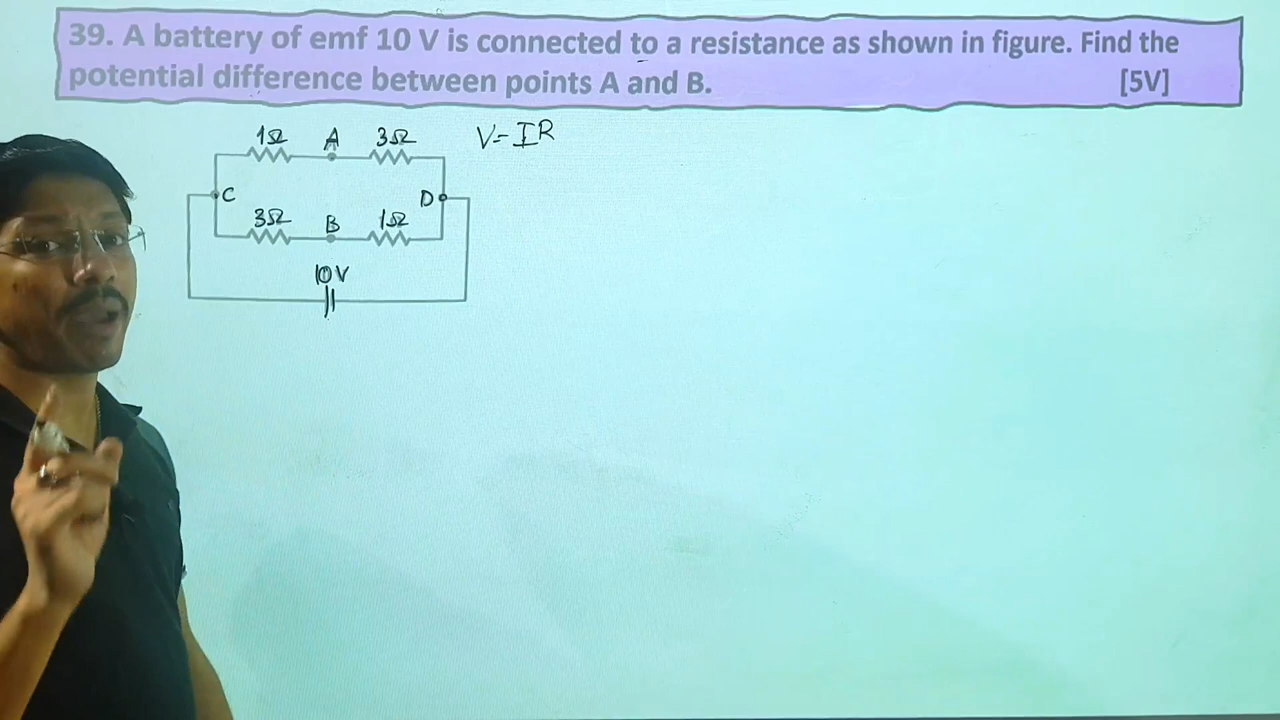 39. A battery of emf 10 V is connected to a resistance as shown in figure. Find the
potential difference between points A and B. [5V]
1Ω A 3Ω V=IR
C D
3Ω B 1Ω
10V